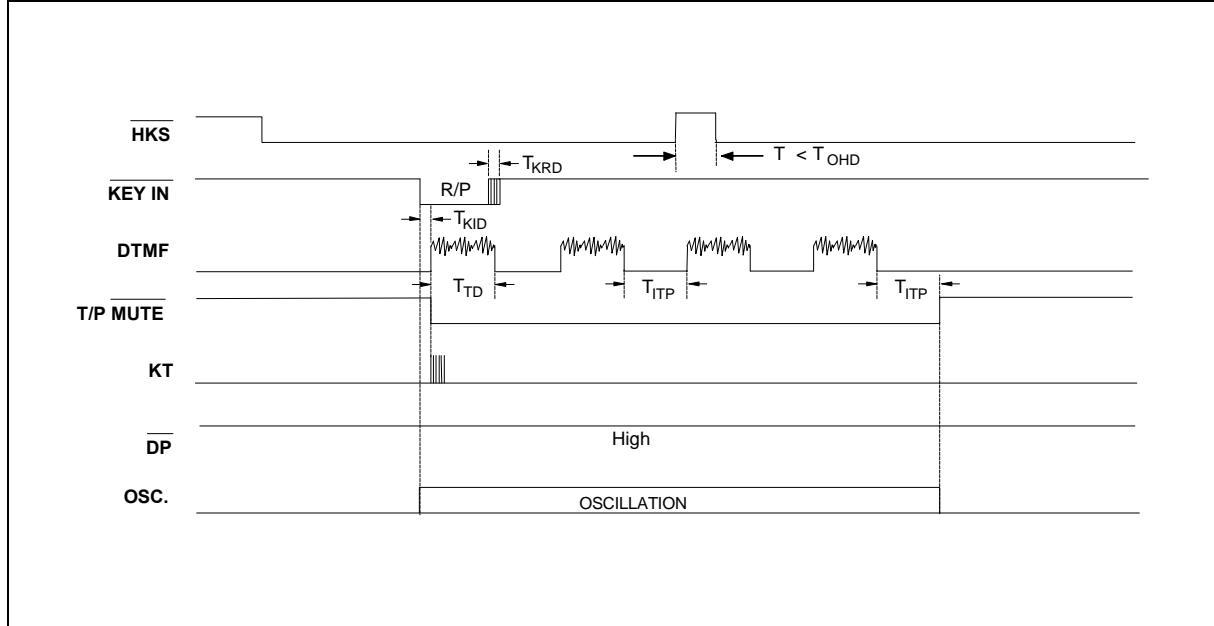 HKS
T < TOHD
TKRD
KEY IN
R/P
TKID
DTMF
TTD
TITP
TITP
T/P MUTE
KT
DP
High
OSC.
OSCILLATION